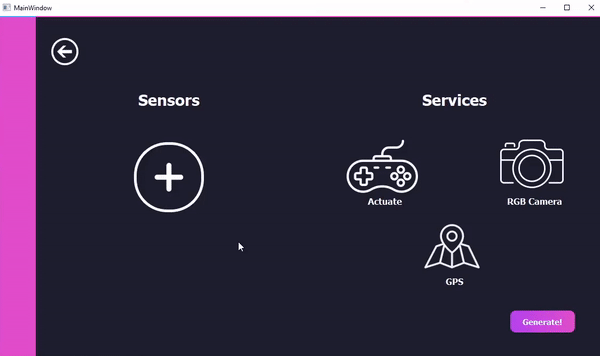 MainWindow
Sensors
Services
Actuate
RGB Camera
GPS
Generate!